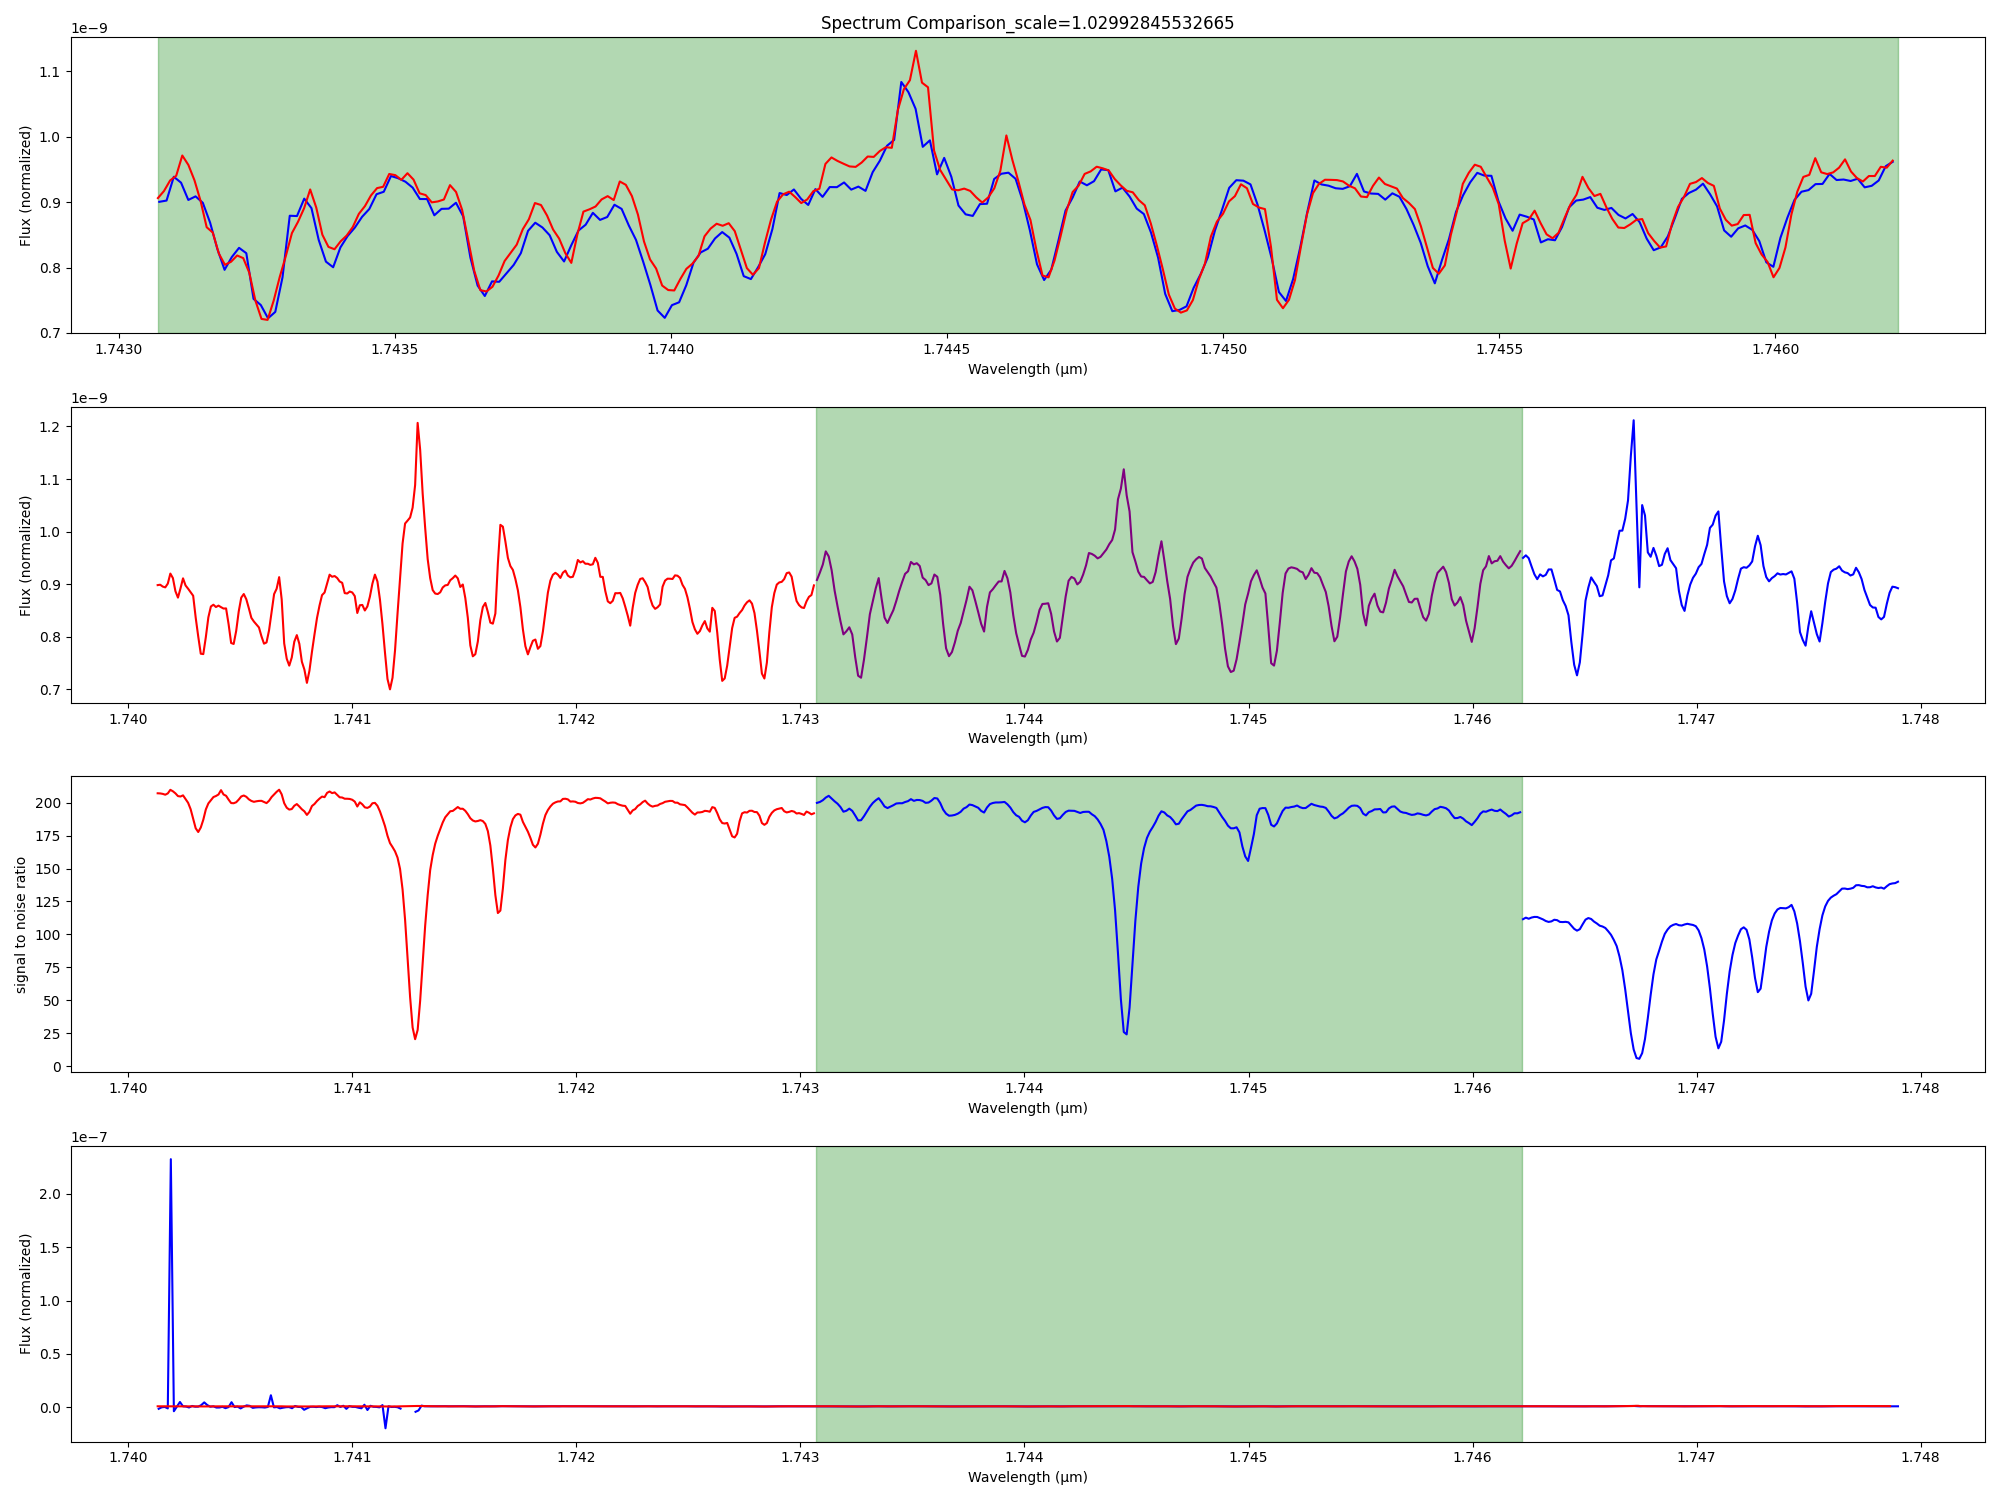 Spectrum Comparison_scale=1.02992845532665
1e−9
Flux (normalized)
1.1
1.0
0.9
0.8
0.7
1.7430 1.7435 1.7440 1.7445 1.7450 1.7455 1.7460
Wavelength (μm)
1e−9
Flux (normalized)
1.2
1.1
1.0
0.9
0.8
0.7
1.740 1.741 1.742 1.743 1.744 1.745 1.746 1.747 1.748
Wavelength (μm)
signal to noise ratio
200
175
150
125
100
75
50
25
0
1.740 1.741 1.742 1.743 1.744 1.745 1.746 1.747 1.748
Wavelength (μm)
1e−7
Flux (normalized)
2.0
1.5
1.0
0.5
0.0
1.740 1.741 1.742 1.743 1.744 1.745 1.746 1.747 1.748
Wavelength (μm)